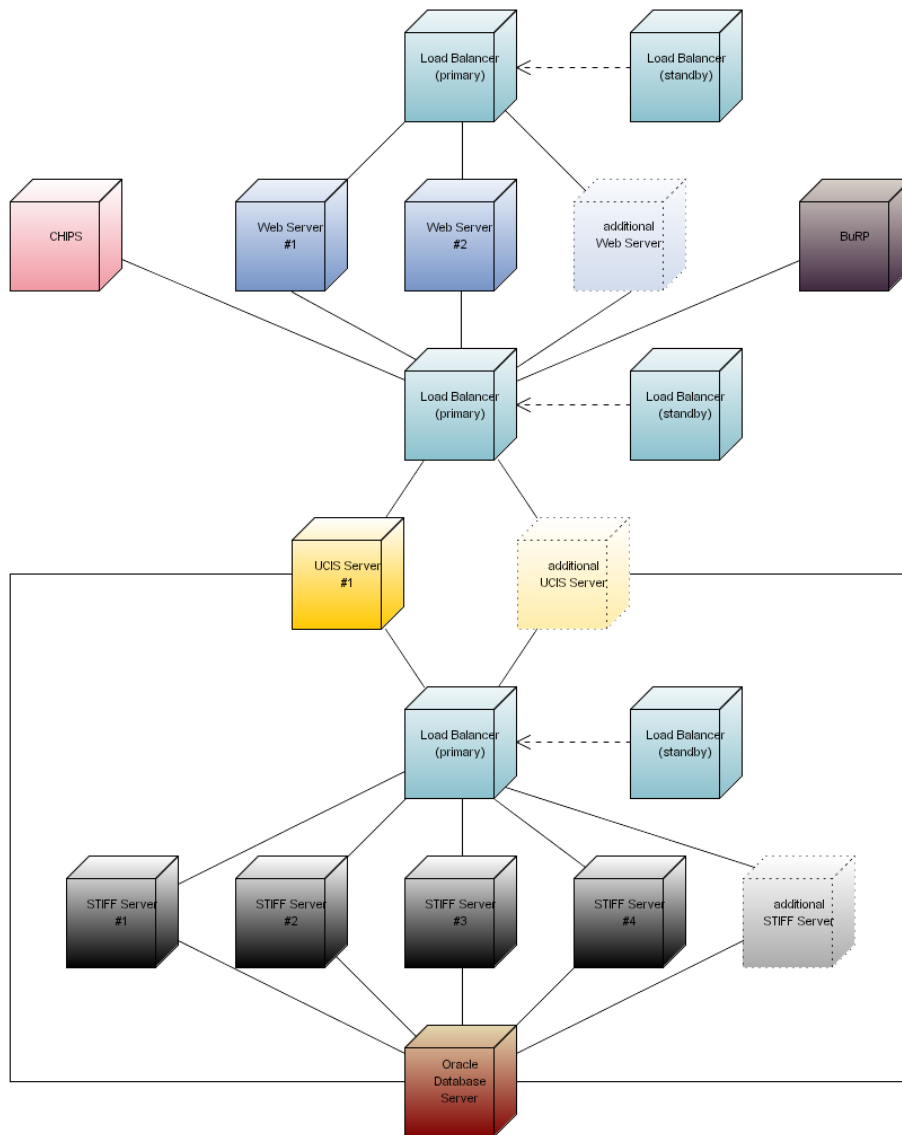 Load Balancer
(primary)
Load Balancer
(standby)
CHIPS
Web Server
#1
Web Server
#2
additional
Web Server
BuRP
Load Balancer
(primary)
Load Balancer
(standby)
UCIS Server
#1
additional
UCIS Server
Load Balancer
(primary)
Load Balancer
(standby)
STIFF Server
#1
STIFF Server
#2
STIFF Server
#3
STIFF Server
#4
additional
STIFF Server
Oracle
Database
Server